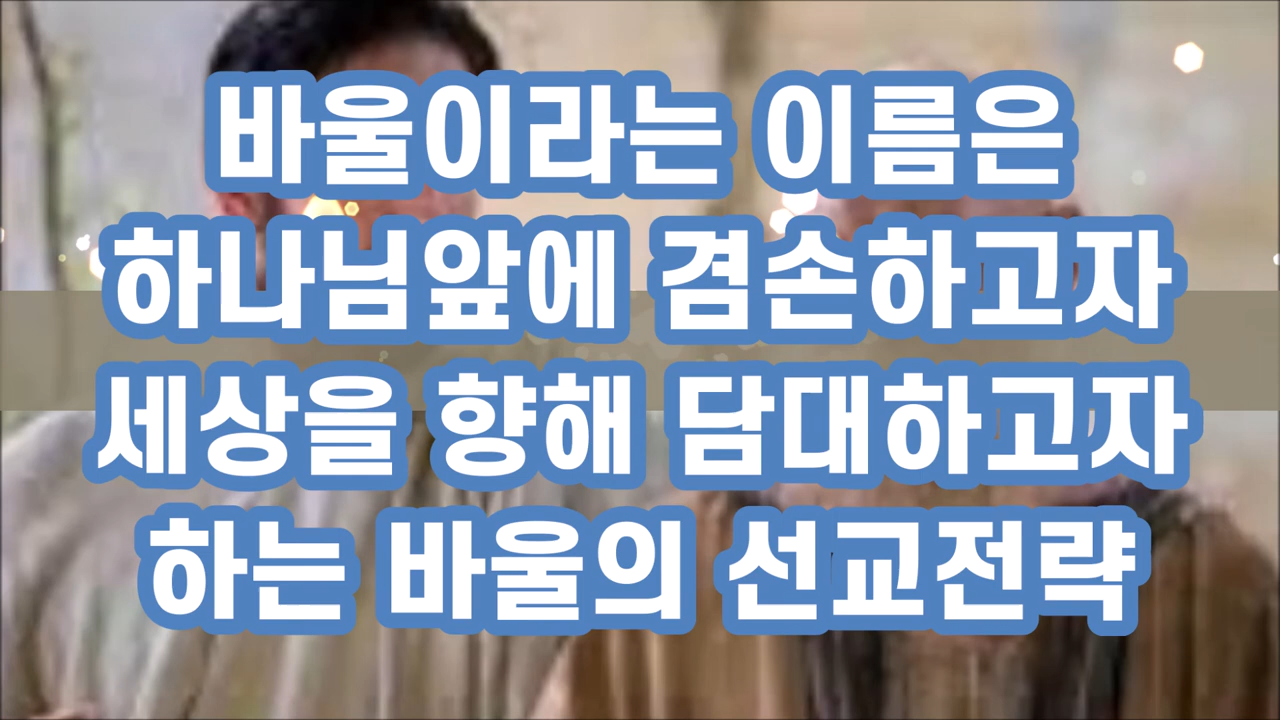 바울이라는 이름은
하나님앞에 겸손하고자
세상을 향해 담대하고자
하는 바울의 선교전략